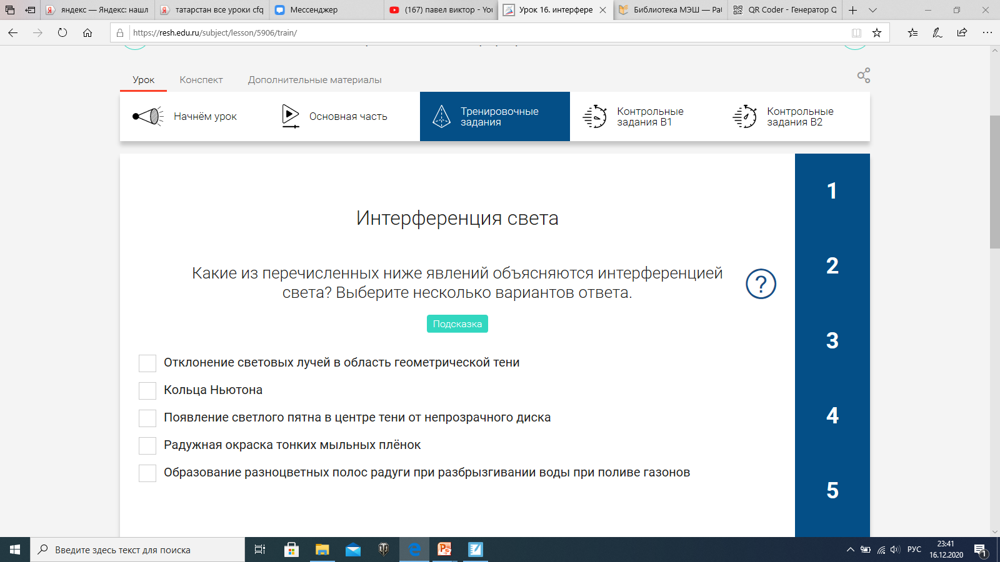 яндекс — Яндекс: нашл
татарстан все уроки cfq
Мессенджер
(167) павел виктор - You
Урок 16. интерфере
Библиотека МЭШ — Раб
QR Coder - Генератор Q
https://resh.edu.ru/subject/lesson/5906/train/
Урок
Конспект
Дополнительные материалы
Начнём урок
Основная часть
Тренировочные
задания
Контрольные
задания В1
Контрольные
задания В2
Интерференция света
Какие из перечисленных ниже явлений объясняются интерференцией
света? Выберите несколько вариантов ответа.
?
Подсказка
Отклонение световых лучей в область геометрической тени
Кольца Ньютона
Появление светлого пятна в центре тени от непрозрачного диска
Радужная окраска тонких мыльных плёнок
Образование разноцветных полос радуги при разбрызгивании воды при поливе газонов
1
2
3
4
5
Введите здесь текст для поиска
РУС
23:41
16.12.2020
1